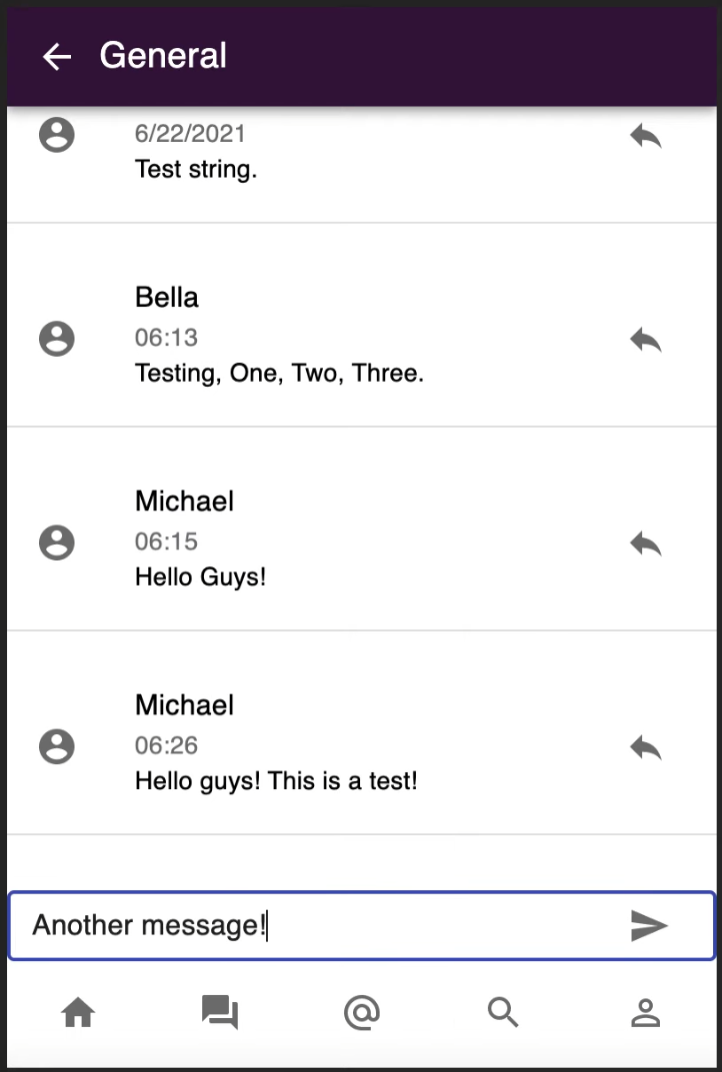 General
6/22/2021
Test string.
Bella
06:13
Testing, One, Two, Three.
Michael
06:15
Hello Guys!
Michael
06:26
Hello guys! This is a test!
Another message!